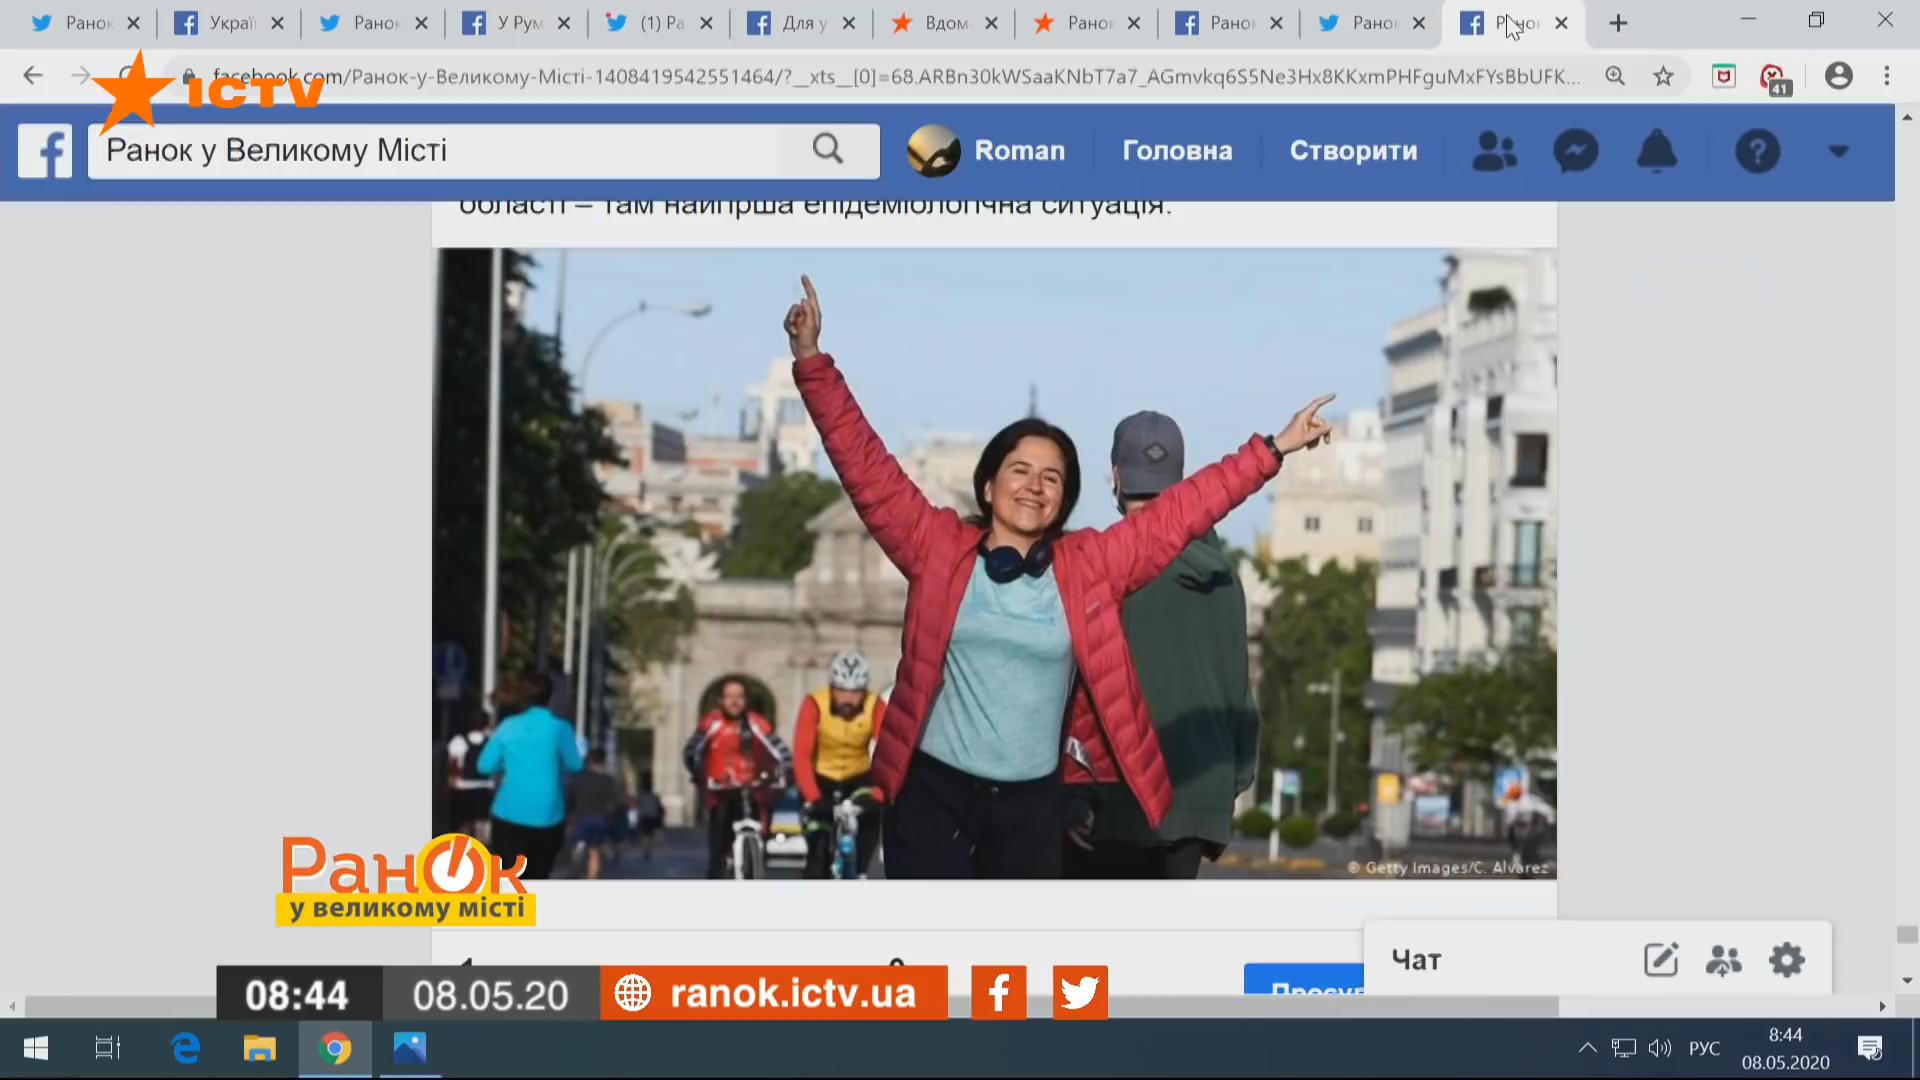 Ранок
Украї
Ранок
У Рум
(1) Ра
Для у
Вдом
Ранок
Ранок
Ранок
facebook.com/Ранок-у-Великому-Місті-1408419542551464/?__xts__[0]=68.ARBn30kWSaaKNbT7a7_AGmvkq6S5Ne3Hx8KKxmPHFguMxFYsBbUFK...
41
ICTV
Ранок у Великому Місті
Roman
Головна
Створити
області – там найгірша епідеміологічна ситуація.
© Getty Images/C. Alvarez
Ранок
у великому місті
Чат
08:44
08.05.20
ranok.ictv.ua
РУС
8:44
08.05.2020